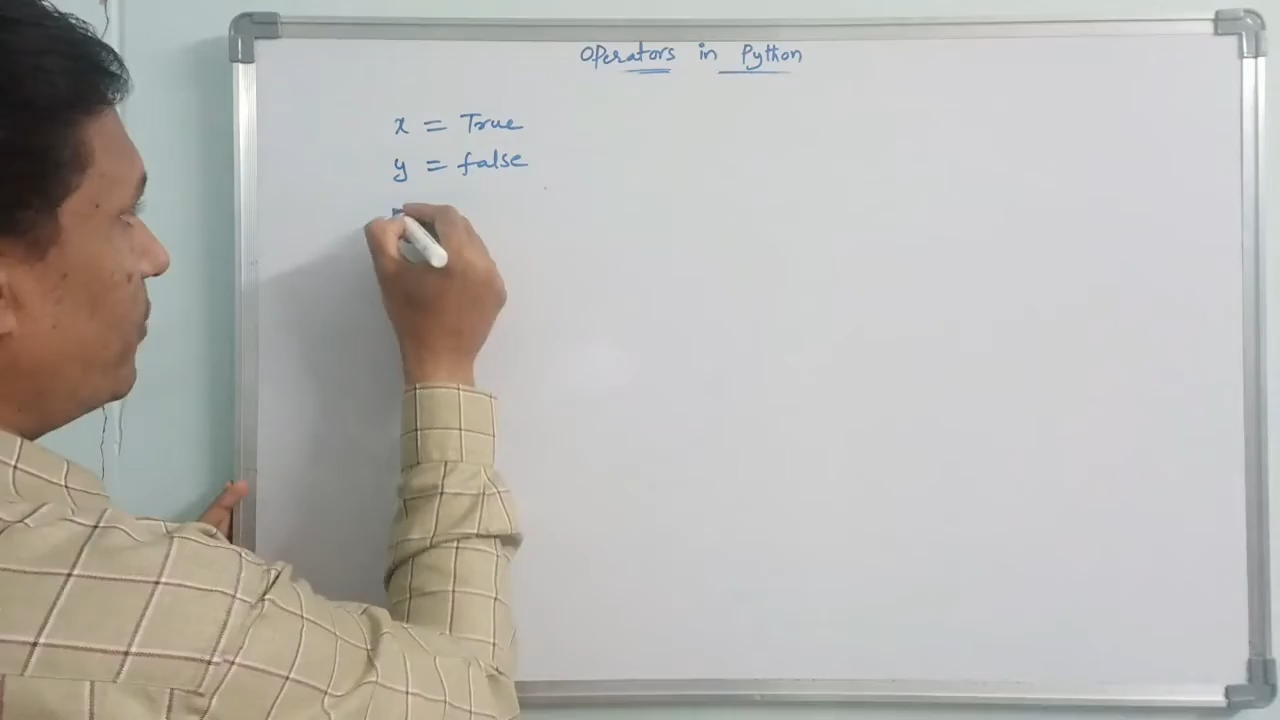 Operators in Python
x = True
y = false